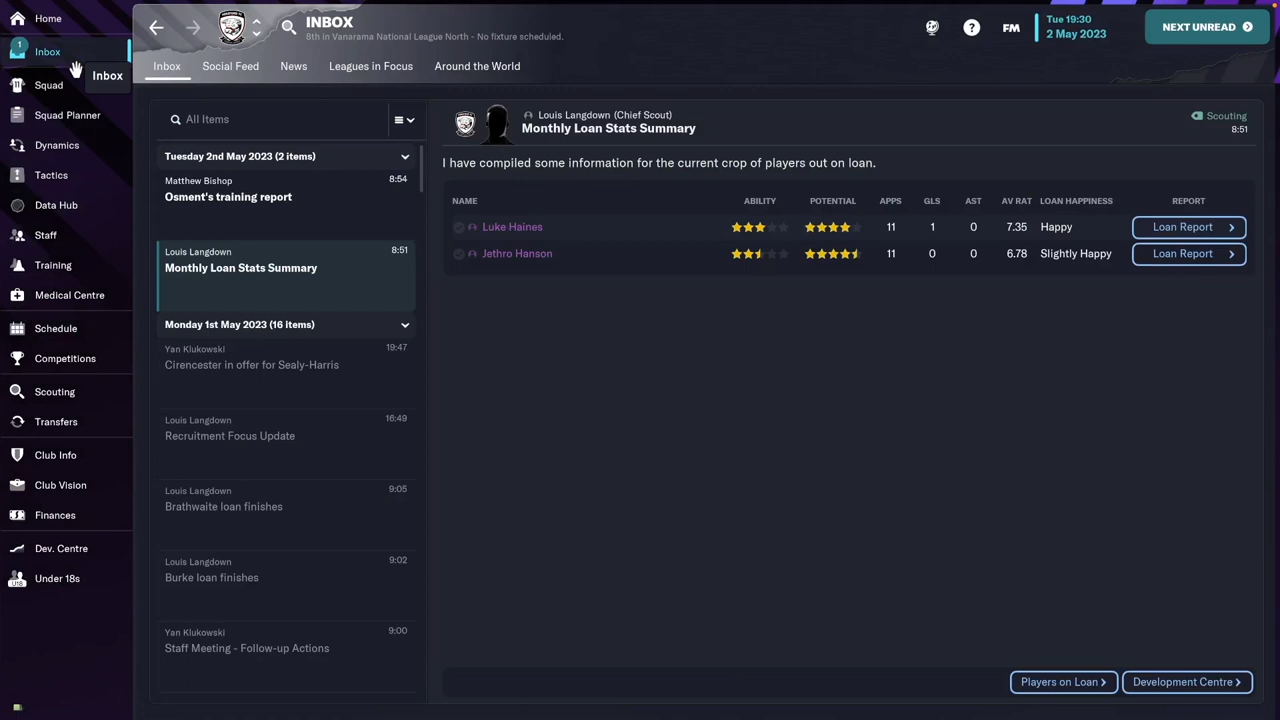 Home
1
Inbox
Inbox
Squad
Squad Planner
Dynamics
Tactics
Data Hub
Staff
Training
Medical Centre
Schedule
Competitions
Scouting
Transfers
Club Info
Club Vision
Finances
Dev. Centre
Under 18s
INBOX
8th in Vanarama National League North - No fixture scheduled.
FM
Tue 19:30
2 May 2023
NEXT UNREAD
Inbox Social Feed News Leagues in Focus Around the World
All Items
Tuesday 2nd May 2023 (2 items)
Matthew Bishop 8:54
Osment's training report
Louis Langdown 8:51
Monthly Loan Stats Summary
Monday 1st May 2023 (16 items)
Yan Klukowski 19:47
Cirencester in offer for Sealy-Harris
Louis Langdown 16:49
Recruitment Focus Update
Louis Langdown 9:05
Brathwaite loan finishes
Louis Langdown 9:02
Burke loan finishes
Yan Klukowski 9:00
Staff Meeting - Follow-up Actions
Louis Langdown (Chief Scout)
Monthly Loan Stats Summary
Scouting
8:51
I have compiled some information for the current crop of players out on loan.
NAME ABILITY POTENTIAL APPS GLS AST AV RAT LOAN HAPPINESS REPORT
Luke Haines 11 1 0 7.35 Happy Loan Report
Jethro Hanson 11 0 0 6.78 Slightly Happy Loan Report
Players on Loan Development Centre